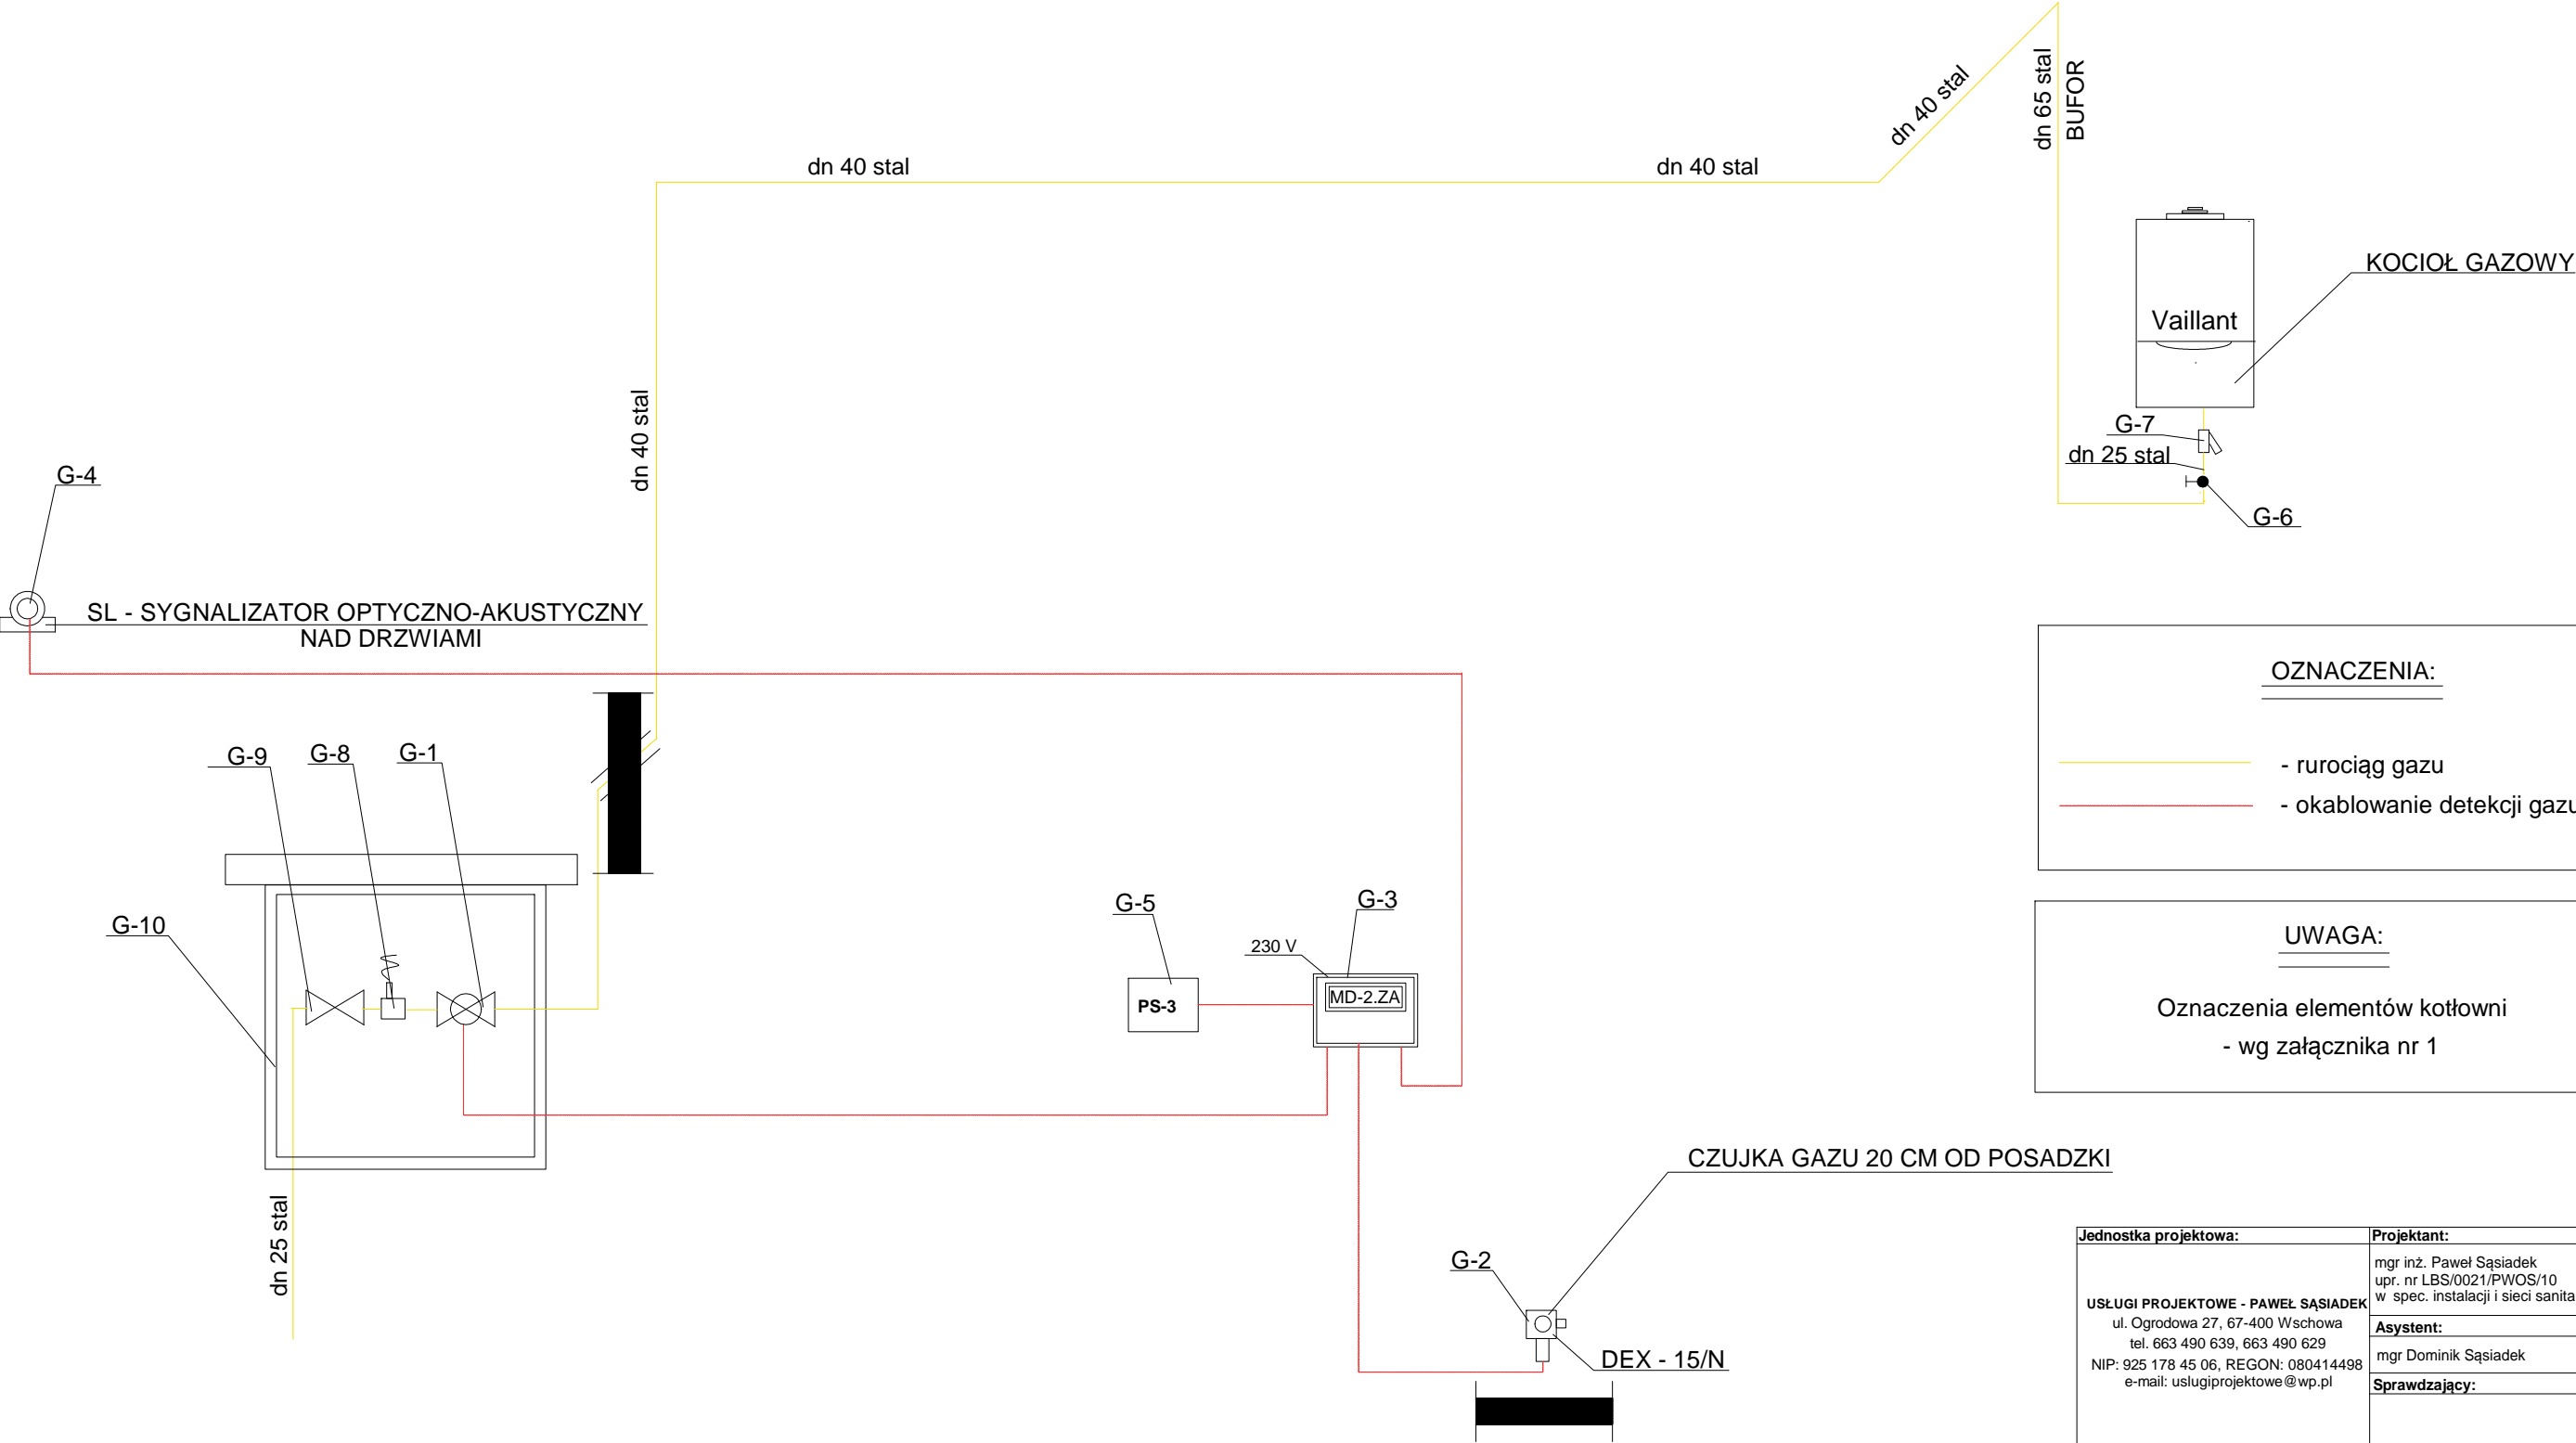 dn 40 stal
dn 40 stal
dn 40 stal
dn 65 stal
BUFOR
KOCIOŁ GAZOWY
Vaillant
G-7
dn 25 stal
G-6
dn 40 stal
G-4
SL - SYGNALIZATOR OPTYCZNO-AKUSTYCZNY
NAD DRZWIAMI
G-9
G-8
G-1
G-10
dn 25 stal
G-5
G-3
230 V
PS-3
MD-2.ZA
CZUJKA GAZU 20 CM OD POSADZKI
G-2
DEX - 15/N
OZNACZENIA:
- rurociąg gazu
- okablowanie detekcji gazu
UWAGA:
Oznaczenia elementów kotłowni
- wg załącznika nr 1
Jednostka projektowa:
USŁUGI PROJEKTOWE - PAWEŁ SĄSIADEK
ul. Ogrodowa 27, 67-400 Wschowa
tel. 663 490 639, 663 490 629
NIP: 925 178 45 06, REGON: 080414498
e-mail: uslugiprojektowe@wp.pl
Projektant:
mgr inż. Paweł Sąsiadek
upr. nr LBS/0021/PWOS/10
w spec. instalacji i sieci sanita
Asystent:
mgr Dominik Sąsiadek
Sprawdzający: